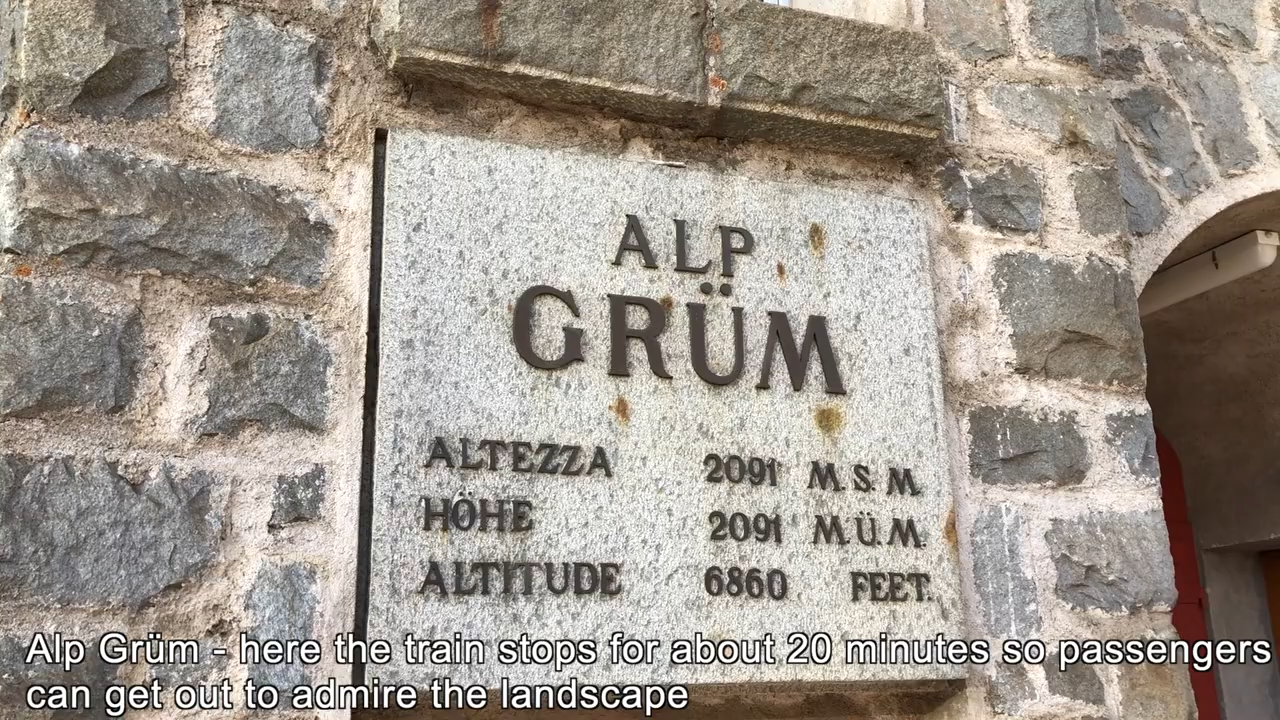 ALP
GRÜM
ALTEZZA 2091 M.S.M.
HÖHE 2091 M.Ü.M.
ALTITUDE 6860 FEET.
Alp Grüm - here the train stops for about 20 minutes so passengers
can get out to admire the landscape